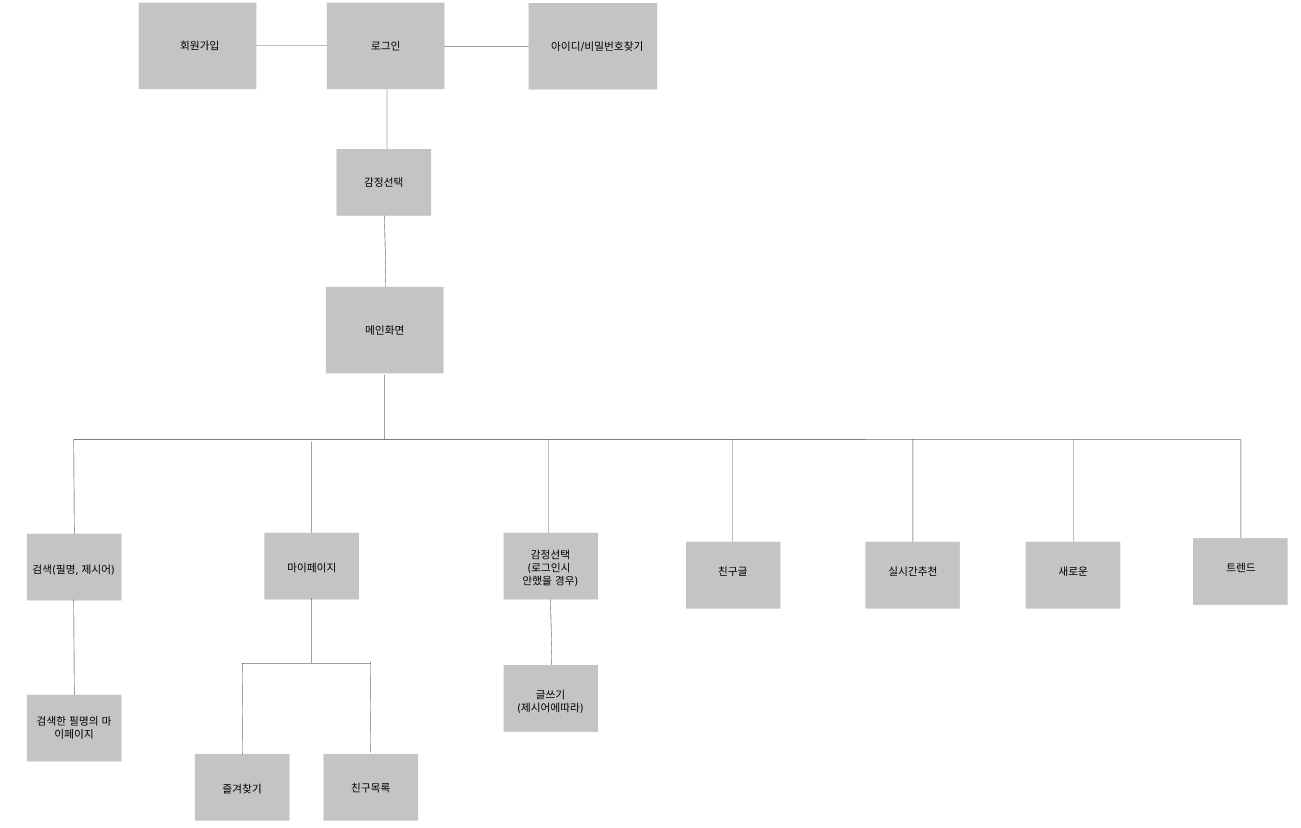 회원가입
로그인
아이디/비밀번호찾기
감정선택
메인화면
검색(필명, 제시어)
마이페이지
감정선택
(로그인시
안했을 경우)
친구글
실시간추천
새로운
트렌드
검색한 필명의 마
이페이지
글쓰기
(제시어에따라)
즐겨찾기
친구목록